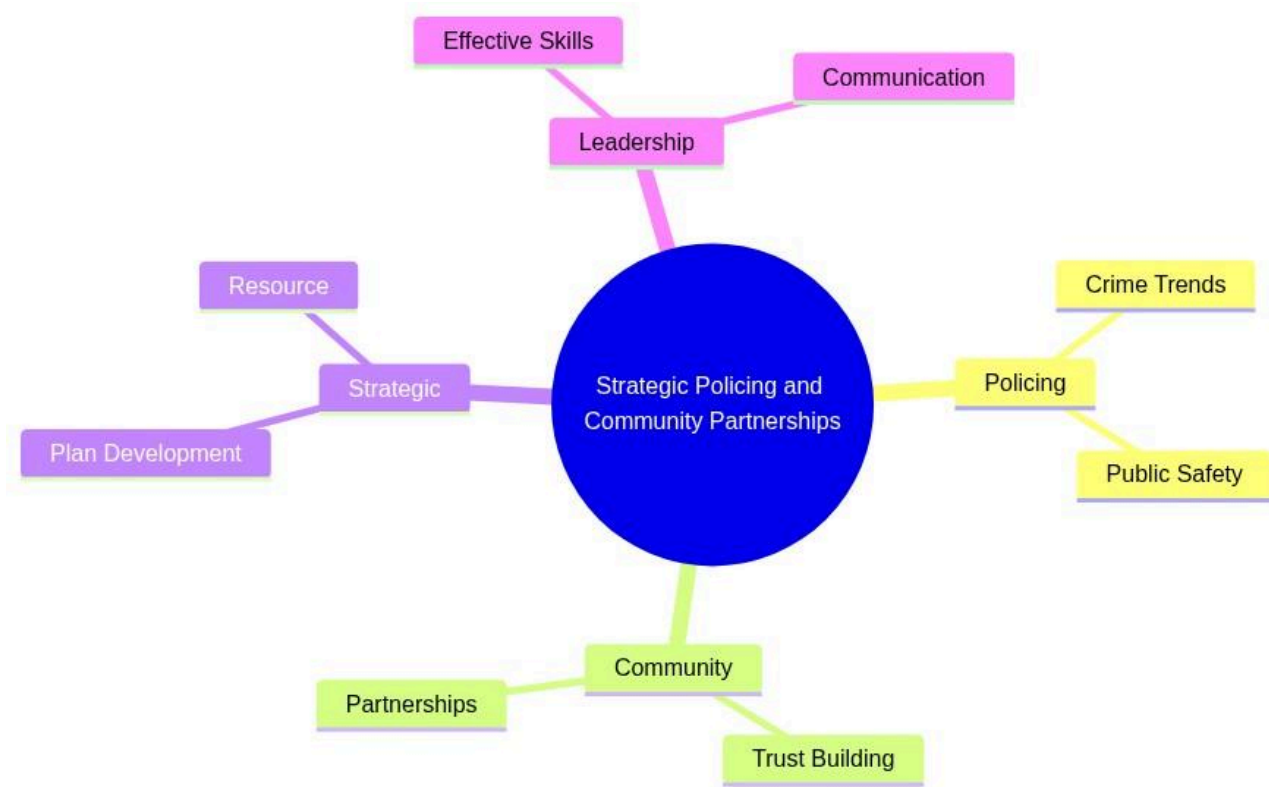 Effective Skills
Communication
Leadership
Resource
Crime Trends
Strategic
Policing
Strategic Policing and
Community Partnerships
Plan Development
Public Safety
Community
Partnerships
Trust Building